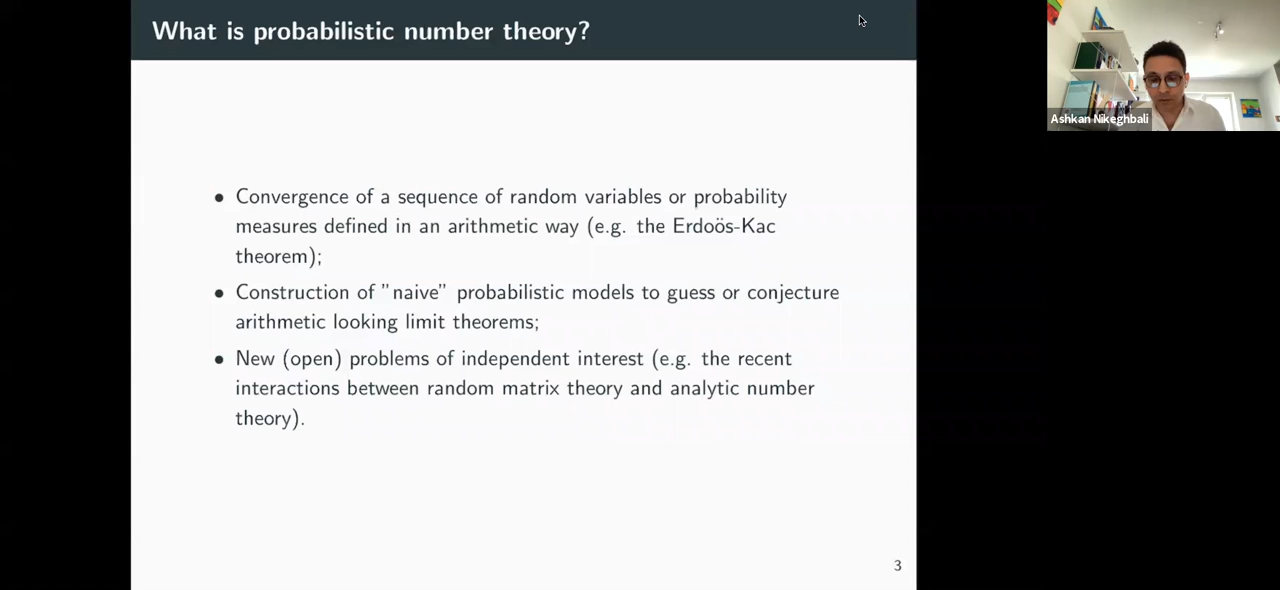 What is probabilistic number theory?
• Convergence of a sequence of random variables or probability
measures defined in an arithmetic way (e.g. the Erdoös-Kac
theorem);
• Construction of ”naive” probabilistic models to guess or conjecture
arithmetic looking limit theorems;
• New (open) problems of independent interest (e.g. the recent
interactions between random matrix theory and analytic number
theory).
3
Ashkan Nikeghbali